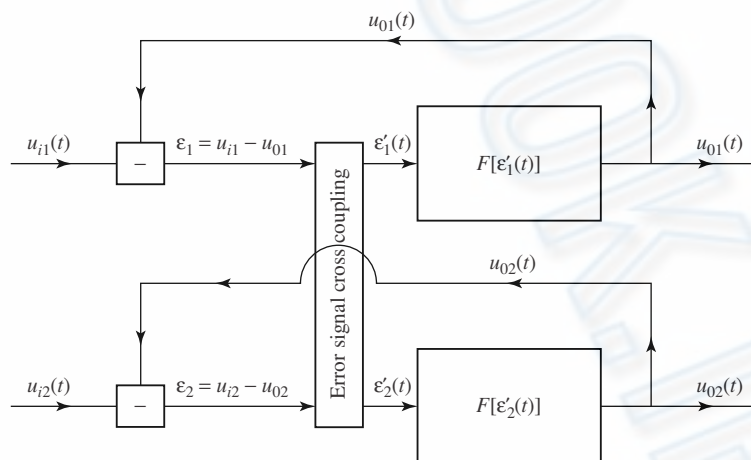 u₀₁(t)
uᵢ₁(t)
−
ε₁ = uᵢ₁ − u₀₁
ε′₁(t)
F[ε′₁(t)]
u₀₁(t)
Error signal cross coupling
u₀₂(t)
uᵢ₂(t)
−
ε₂ = uᵢ₂ − u₀₂
ε′₂(t)
F[ε′₂(t)]
u₀₂(t)